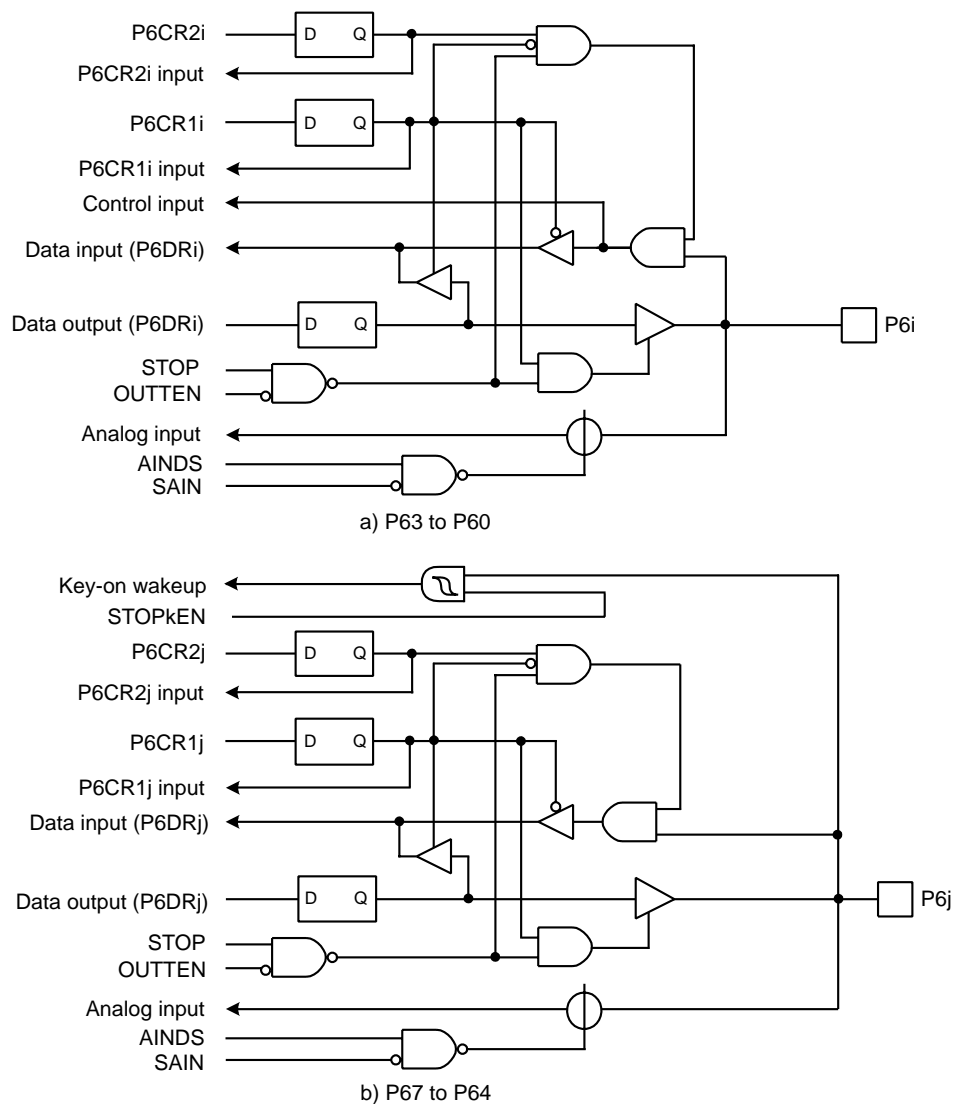 P6CR2i
D Q
P6CR2i input
P6CR1i
D Q
P6CR1i input
Control input
Data input (P6DRi)
Data output (P6DRi)
D Q
P6i
STOP
OUTTEN
Analog input
AINDS
SAIN
a) P63 to P60
Key-on wakeup
STOPkEN
P6CR2j
D Q
P6CR2j input
P6CR1j
D Q
P6CR1j input
Data input (P6DRj)
Data output (P6DRj)
D Q
P6j
STOP
OUTTEN
Analog input
AINDS
SAIN
b) P67 to P64